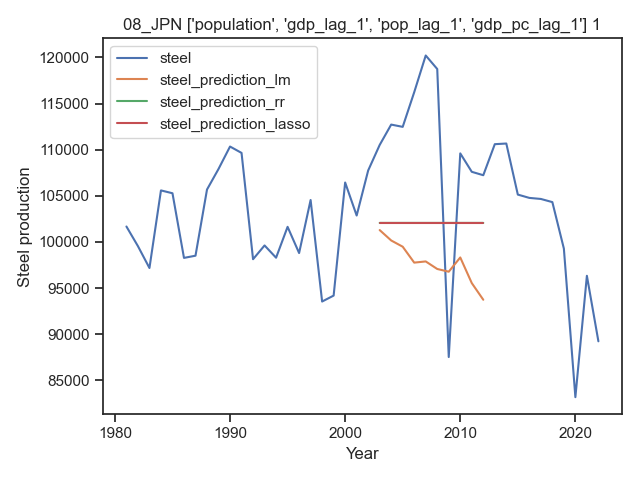 08_JPN ['population', 'gdp_lag_1', 'pop_lag_1', 'gdp_pc_lag_1'] 1
steel
steel_prediction_lm
steel_prediction_rr
steel_prediction_lasso
120000
115000
110000
105000
100000
95000
90000
85000
Steel production
1980
1990
2000
2010
2020
Year